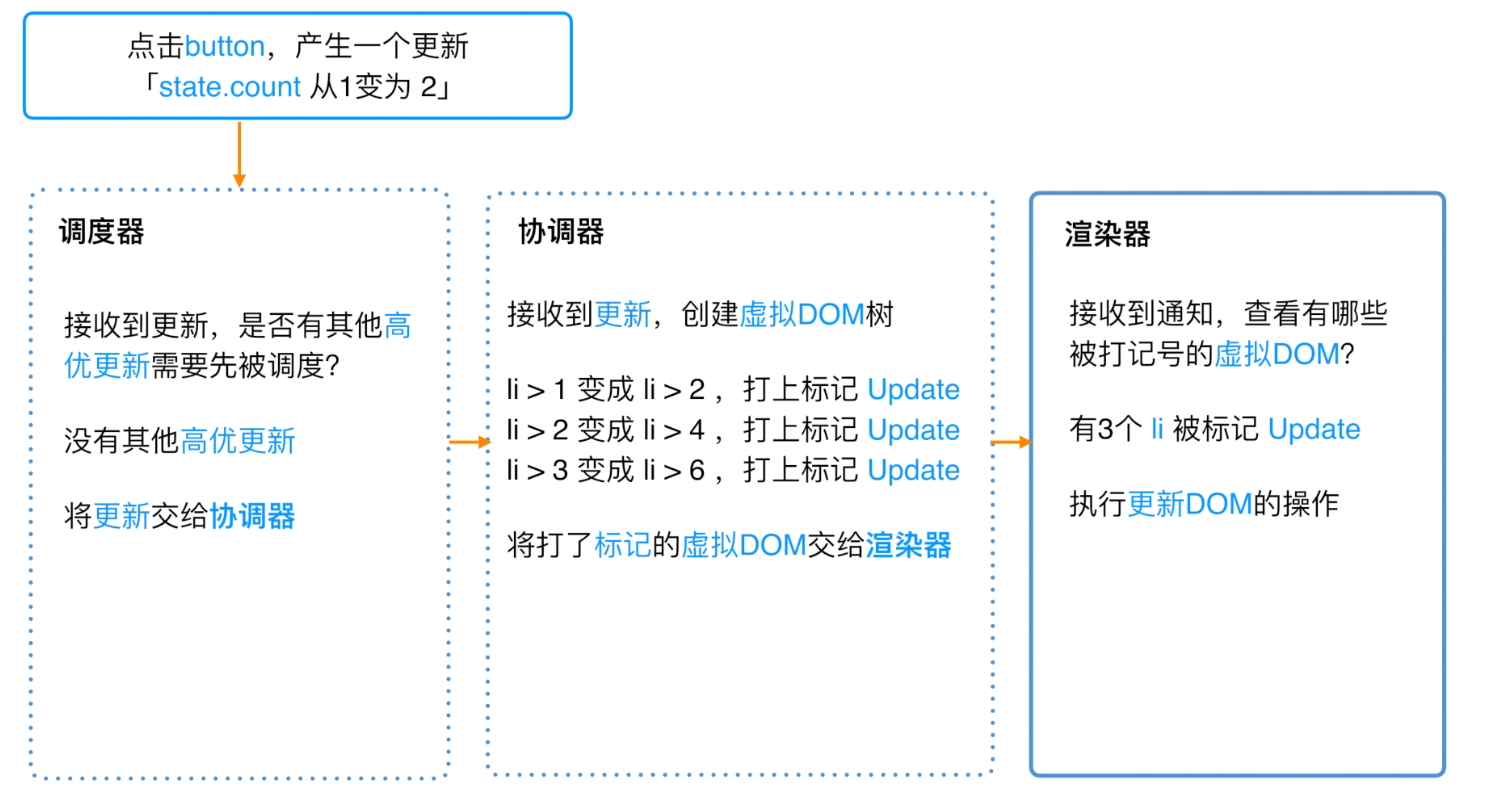 点击button，产生一个更新
「state.count 从1变为 2」
调度器
接收到更新，是否有其他高
优更新需要先被调度？
没有其他高优更新
将更新交给协调器
协调器
接收到更新，创建虚拟DOM树
li > 1 变成 li > 2 ，打上标记 Update
li > 2 变成 li > 4 ，打上标记 Update
li > 3 变成 li > 6 ，打上标记 Update
将打了标记的虚拟DOM交给渲染器
渲染器
接收到通知，查看有哪些
被打记号的虚拟DOM？
有3个 li 被标记 Update
执行更新DOM的操作